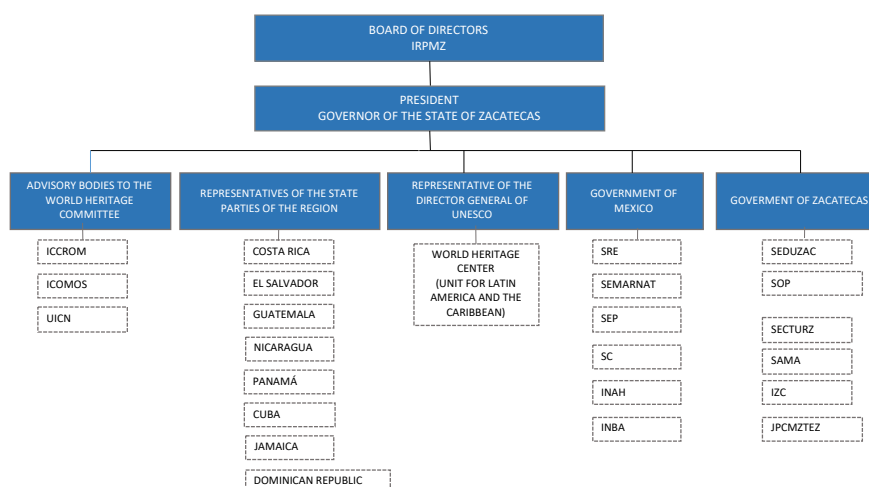 BOARD OF DIRECTORS
IRPMZ
PRESIDENT
GOVERNOR OF THE STATE OF ZACATECAS
ADVISORY BODIES TO THE
WORLD HERITAGE
COMMITTEE
ICCROM
ICOMOS
UICN
REPRESENTATIVES OF THE STATE
PARTIES OF THE REGION
COSTA RICA
EL SALVADOR
GUATEMALA
NICARAGUA
PANAMÁ
CUBA
JAMAICA
DOMINICAN REPUBLIC
REPRESENTATIVE OF THE
DIRECTOR GENERAL OF
UNESCO
WORLD HERITAGE
CENTER
(UNIT FOR LATIN
AMERICA AND THE
CARIBBEAN)
GOVERNMENT OF
MEXICO
SRE
SEMARNAT
SEP
SC
INAH
INBA
GOVERMENT OF ZACATECAS
SEDUZAC
SOP
SECTURZ
SAMA
IZC
JPCMZTEZ